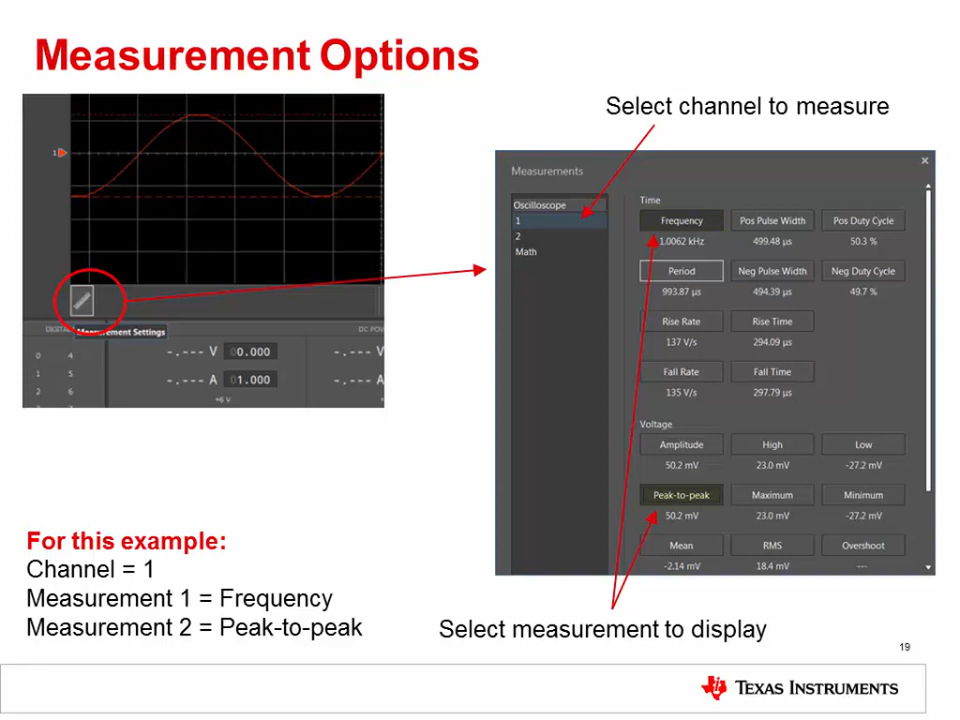 Measurement Options
Select channel to measure
1
Measurement Settings
DIGITAL
DC POW
0 4
1 5
2 6
-.--- V 00.000
-.--- A 01.000
+6 V
-.--- V
-.--- A
Measurements
Oscilloscope
1
2
Math
Time
Frequency Pos Pulse Width Pos Duty Cycle
1.0062 kHz 499.48 µs 50.3 %
Period Neg Pulse Width Neg Duty Cycle
993.87 µs 494.39 µs 49.7 %
Rise Rate Rise Time
137 V/s 294.09 µs
Fall Rate Fall Time
135 V/s 297.79 µs
Voltage
Amplitude High Low
50.2 mV 23.0 mV -27.2 mV
Peak-to-peak Maximum Minimum
50.2 mV 23.0 mV -27.2 mV
Mean RMS Overshoot
-2.14 mV 18.4 mV ---
For this example:
Channel = 1
Measurement 1 = Frequency
Measurement 2 = Peak-to-peak
Select measurement to display
19
TEXAS INSTRUMENTS